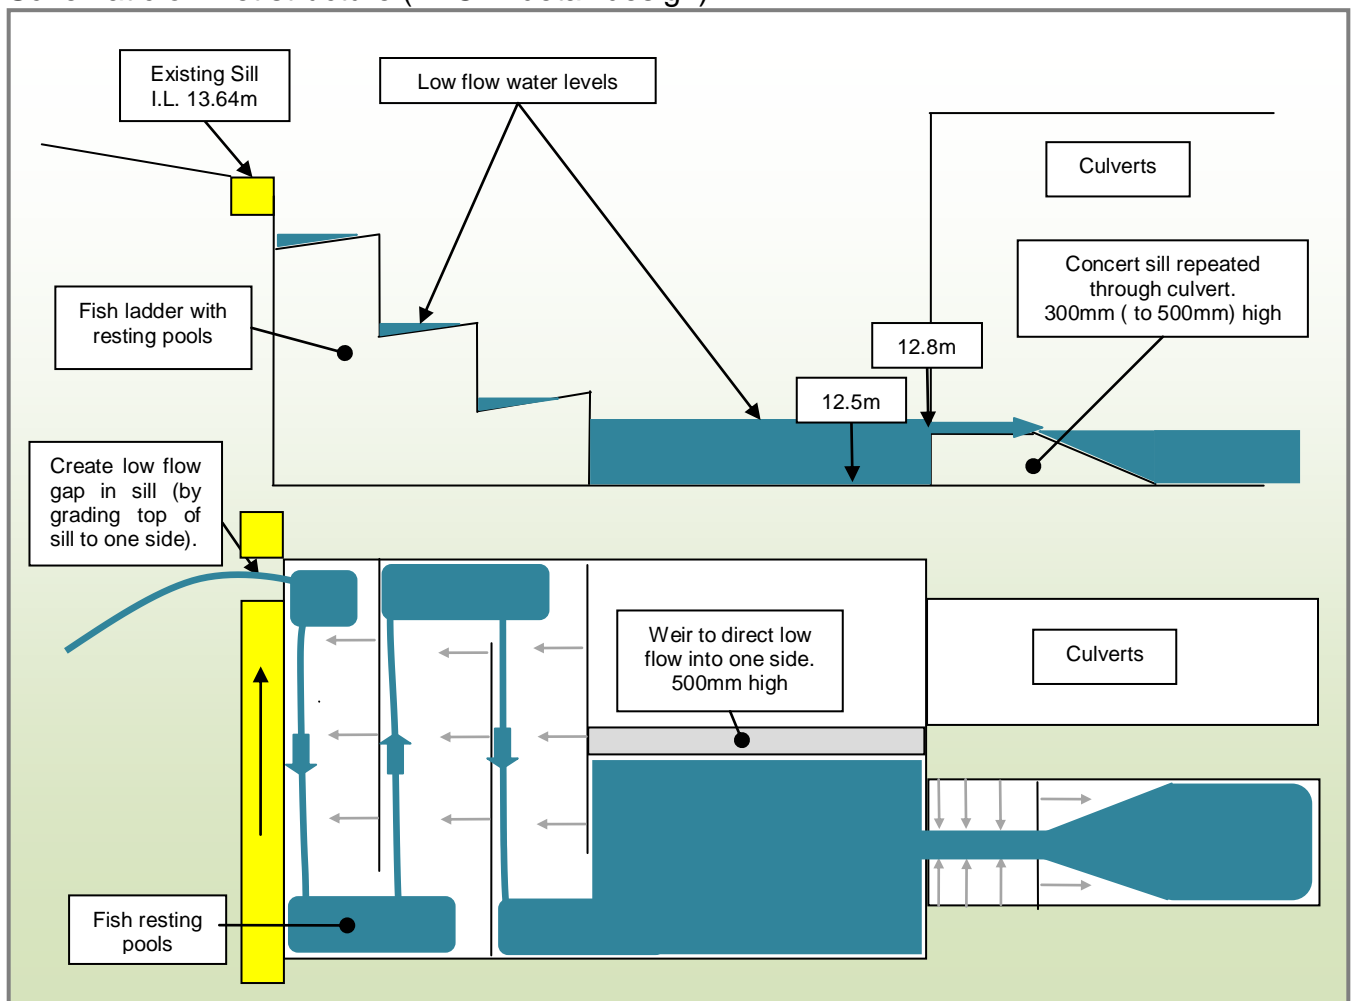 Existing Sill
I.L. 13.64m
Low flow water levels
Culverts
Concert sill repeated
through culvert.
300mm ( to 500mm) high
Fish ladder with
resting pools
12.8m
12.5m
Create low flow
gap in sill (by
grading top of
sill to one side).
Weir to direct low
flow into one side.
500mm high
Culverts
Fish resting
pools